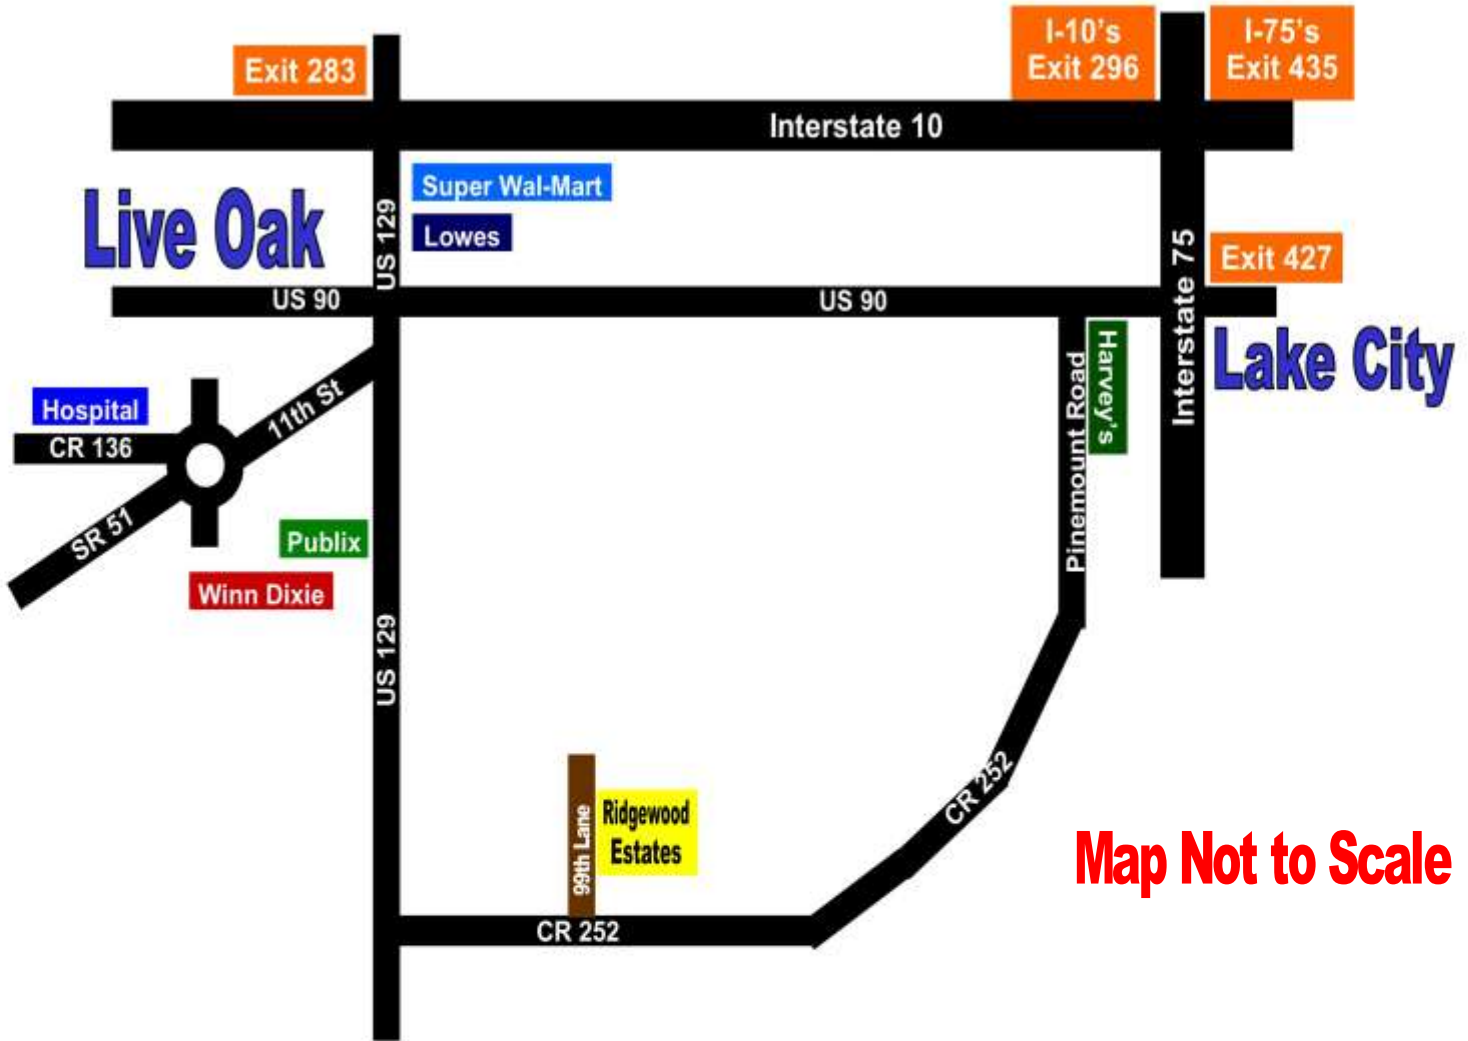 I-10's
Exit 296
I-75's
Exit 435
Exit 283
Interstate 10
Super Wal-Mart
Live Oak
US 129
Lowes
Exit 427
US 90
US 90
Interstate 75
Lake City
Harvey's
Pinemount Road
Hospital
11th St
CR 136
SR 51
Publix
Winn Dixie
US 129
CR 252
99th Lane
Ridgewood
Estates
Map Not to Scale
CR 252